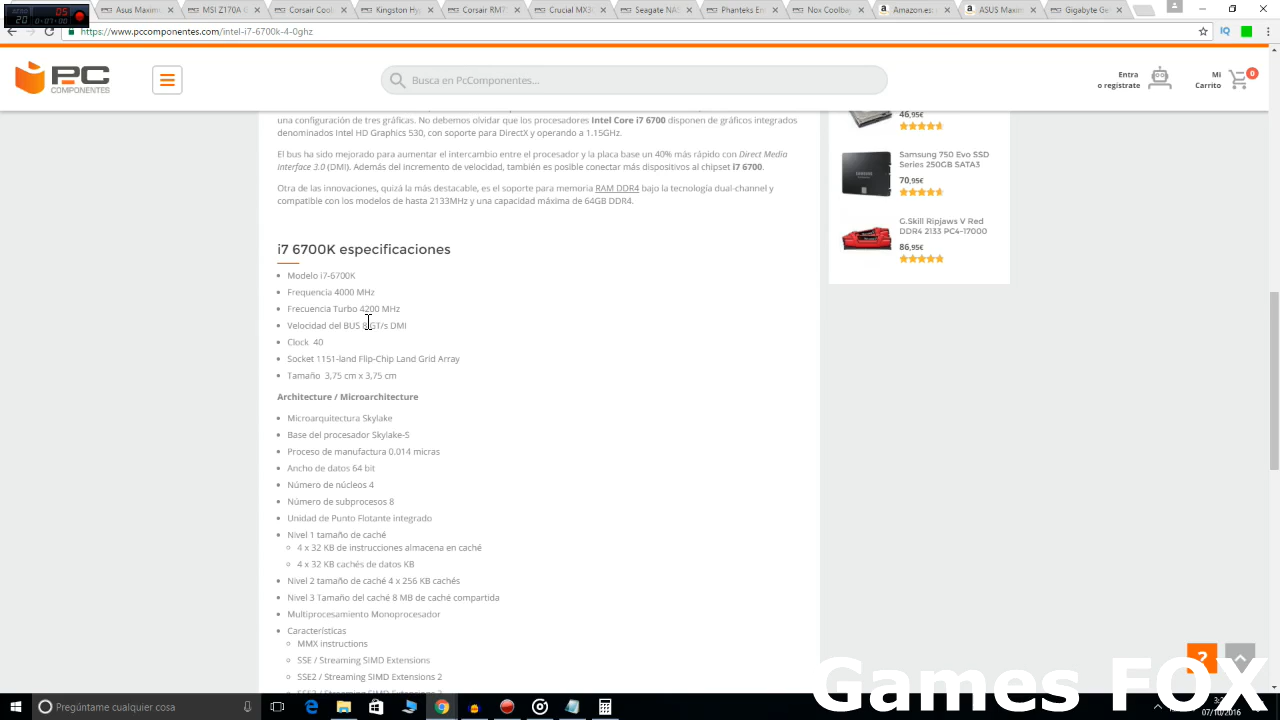 05
20
0:07:00
Asus Maximu
MSI Z170A
Corsair Carb
Kingston Hy
Crucial MX3
Seagate NAS
Nox Coolbay
Amazon.es:
ASUS Maxim
Gigabyte GeF
https://www.pccomponentes.com/intel-i7-6700k-4-0ghz
IQ
PC
COMPONENTES
Busca en PcComponentes...
Entra
o regístrate
Mi
Carrito
0
una configuración de tres gráficas. No debemos olvidar que los procesadores Intel Core i7 6700 disponen de gráficos integrados
denominados Intel HD Graphics 530, con soporte para DirectX y operando a 1.15GHz.
El bus ha sido mejorado para aumentar el intercambio entre el procesador y la placa base un 40% más rápido con Direct Media
Interface 3.0 (DMI). Además del incremento de velocidad, también es posible conectar más dispositivos al chipset i7 6700.
Otra de las innovaciones, quizá la más destacable, es el soporte para memoria RAM DDR4 bajo la tecnología dual-channel y
compatible con los modelos de hasta 2133MHz y una capacidad máxima de 64GB DDR4.
46,95€
Samsung 750 Evo SSD
Series 250GB SATA3
70,95€
G.Skill Ripjaws V Red
DDR4 2133 PC4-17000
86,95€
i7 6700K especificaciones
Modelo i7-6700K
Frequencia 4000 MHz
Frecuencia Turbo 4200 MHz
Velocidad del BUS 8 GT/s DMI
Clock 40
Socket 1151-land Flip-Chip Land Grid Array
Tamaño 3,75 cm x 3,75 cm
Architecture / Microarchitecture
Microarquitectura Skylake
Base del procesador Skylake-S
Proceso de manufactura 0.014 micras
Ancho de datos 64 bit
Número de núcleos 4
Número de subprocesos 8
Unidad de Punto Flotante integrado
Nivel 1 tamaño de caché
4 x 32 KB de instrucciones almacena en caché
4 x 32 KB cachés de datos KB
Nivel 2 tamaño de caché 4 x 256 KB cachés
Nivel 3 Tamaño del caché 8 MB de caché compartida
Multiprocesamiento Monoprocesador
Características
MMX instructions
SSE / Streaming SIMD Extensions
SSE2 / Streaming SIMD Extensions 2
?
Games FOX
Pregúntame cualquier cosa
07/10/2016